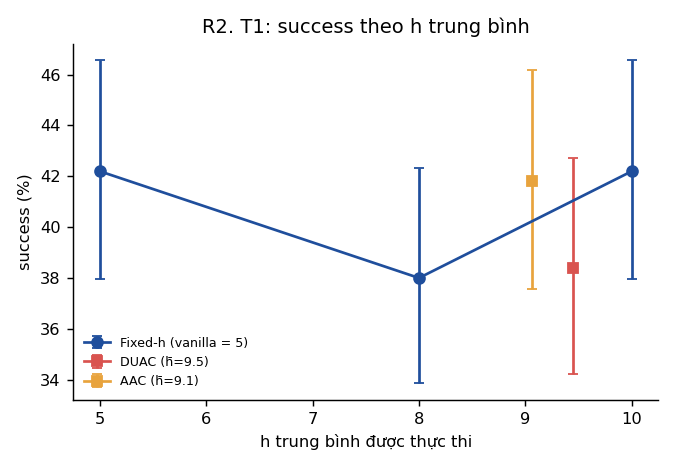 R2. T1: success theo h trung bình
success (%)
46
44
42
40
38
36
34
Fixed-h (vanilla = 5)
DUAC (h̄=9.5)
AAC (h̄=9.1)
5 6 7 8 9 10
h trung bình được thực thi